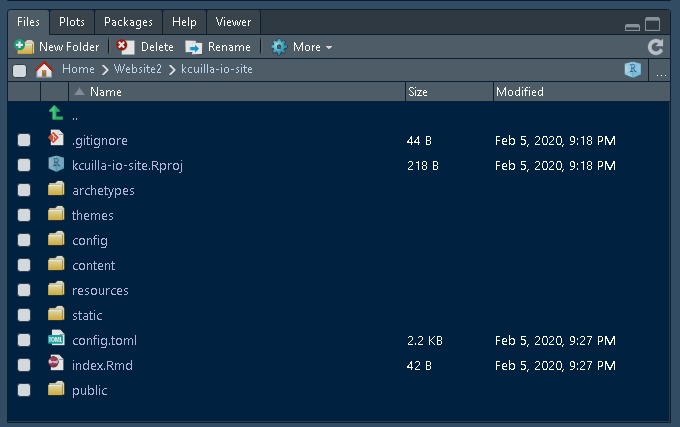 Files Plots Packages Help Viewer
New Folder Delete Rename More
Home Website2 kcuilla-io-site R ...
Name Size Modified
..
.gitignore 44 B Feb 5, 2020, 9:18 PM
R kcuilla-io-site.Rproj 218 B Feb 5, 2020, 9:18 PM
archetypes
themes
config
content
resources
static
TOML config.toml 2.2 KB Feb 5, 2020, 9:27 PM
index.Rmd 42 B Feb 5, 2020, 9:27 PM
public